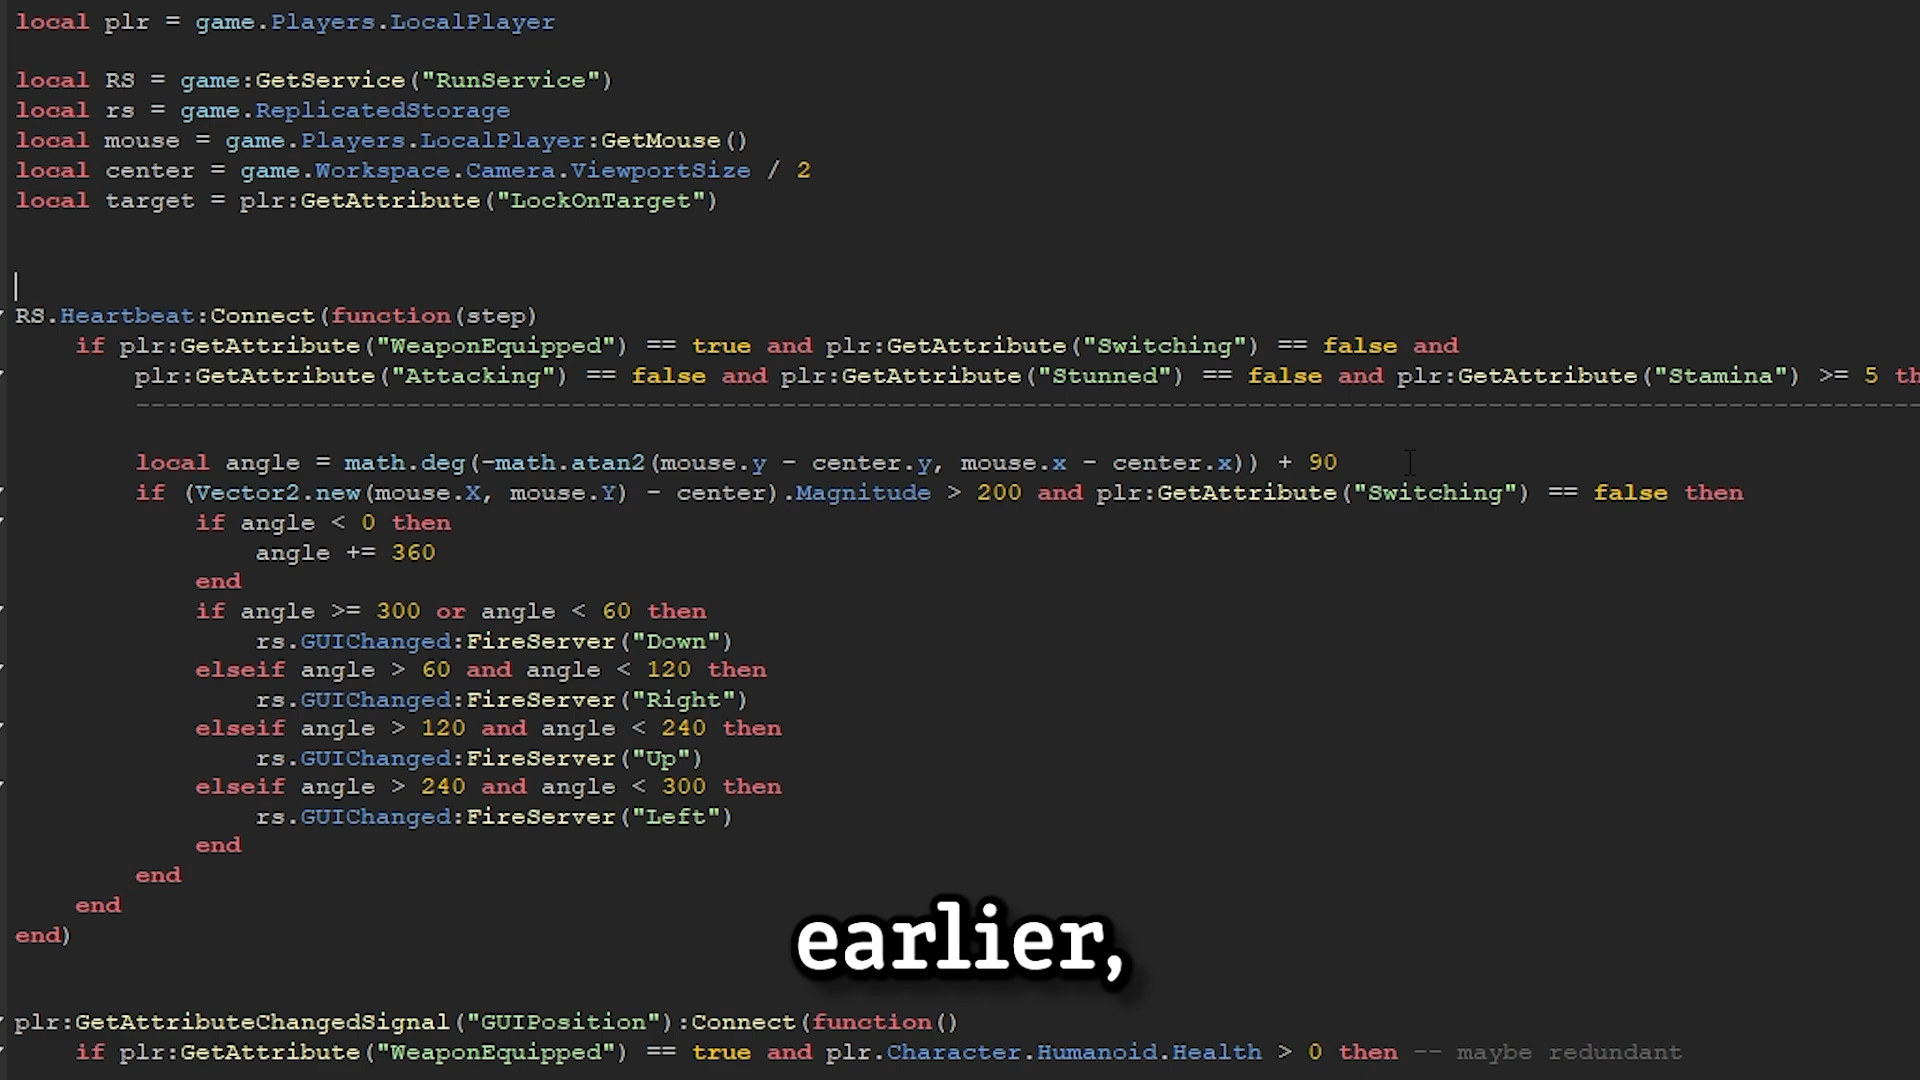 local plr = game.Players.LocalPlayer
local RS = game:GetService("RunService")
local rs = game.ReplicatedStorage
local mouse = game.Players.LocalPlayer:GetMouse()
local center = game.Workspace.Camera.ViewportSize / 2
local target = plr:GetAttribute("LockOnTarget")
RS.Heartbeat:Connect(function(step)
if plr:GetAttribute("WeaponEquipped") == true and plr:GetAttribute("Switching") == false and
plr:GetAttribute("Attacking") == false and plr:GetAttribute("Stunned") == false and plr:GetAttribute("Stamina") >= 5 th
local angle = math.deg(-math.atan2(mouse.y - center.y, mouse.x - center.x)) + 90
if (Vector2.new(mouse.X, mouse.Y) - center).Magnitude > 200 and plr:GetAttribute("Switching") == false then
if angle < 0 then
angle += 360
end
if angle >= 300 or angle < 60 then
rs.GUIChanged:FireServer("Down")
elseif angle > 60 and angle < 120 then
rs.GUIChanged:FireServer("Right")
elseif angle > 120 and angle < 240 then
rs.GUIChanged:FireServer("Up")
elseif angle > 240 and angle < 300 then
rs.GUIChanged:FireServer("Left")
end
end
end
end)
earlier,
plr:GetAttributeChangedSignal("GUIPosition"):Connect(function()
if plr:GetAttribute("WeaponEquipped") == true and plr.Character.Humanoid.Health > 0 then -- maybe redundant